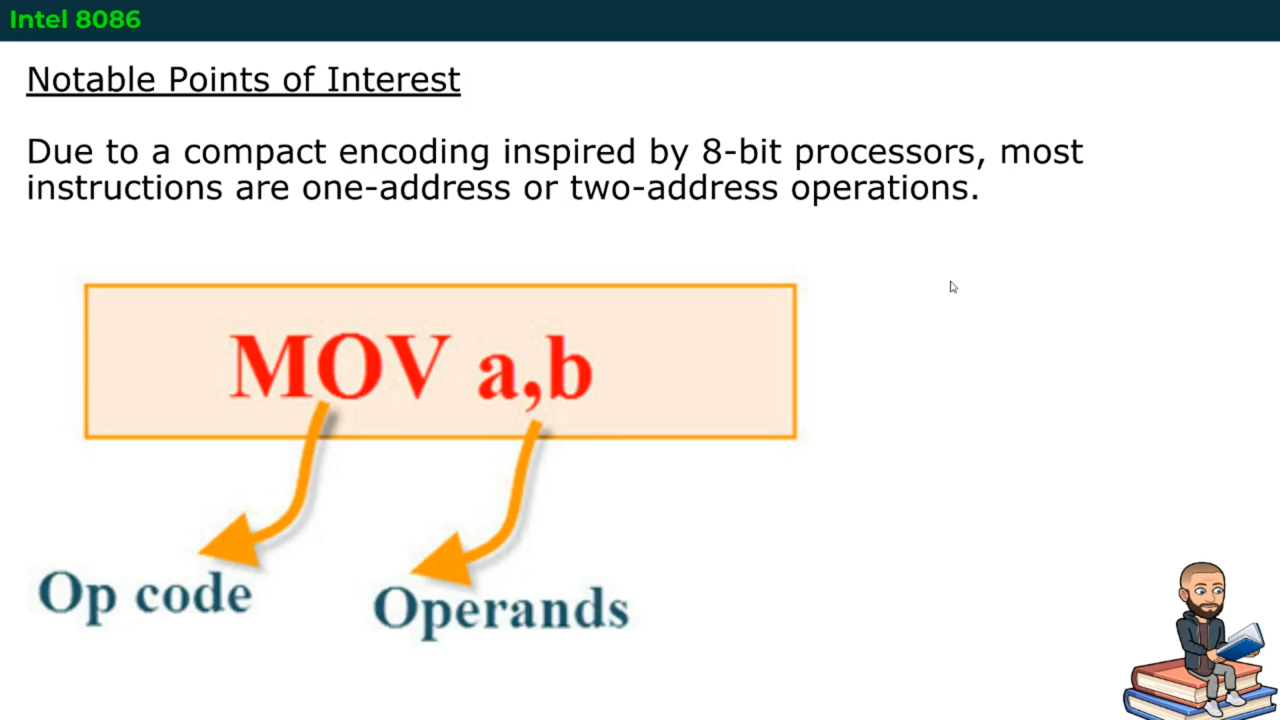 Intel 8086
Notable Points of Interest
Due to a compact encoding inspired by 8-bit processors, most
instructions are one-address or two-address operations.
MOV a,b
Op code
Operands